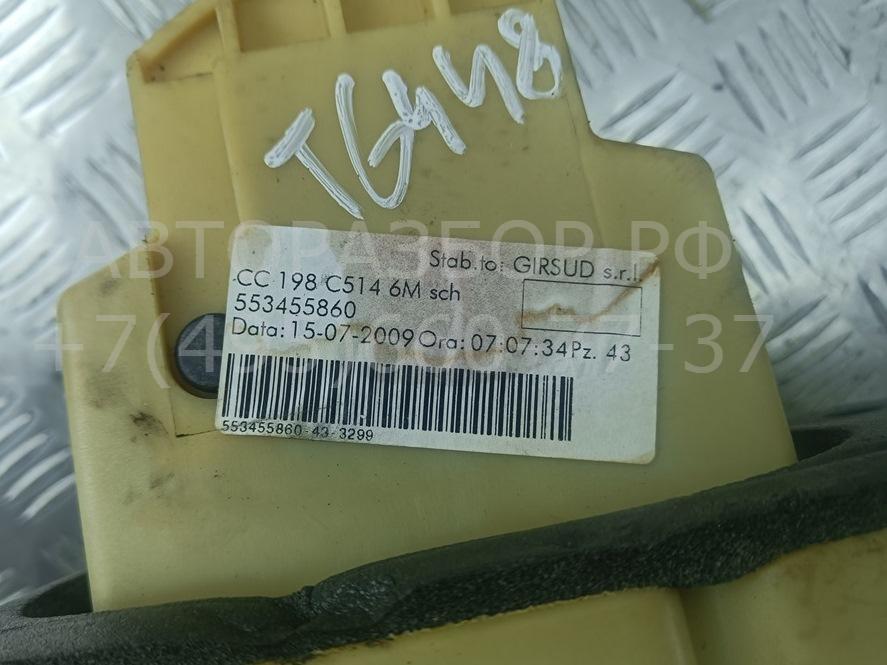 TG448
АВТОРАЗБОР.РФ
Stab.to: GIRSUD s.r.l.
CC 198 C514 6M sch
553455860
Data: 15-07-2009 Ora: 07:07:34 Pz. 43
553455860-43-3299